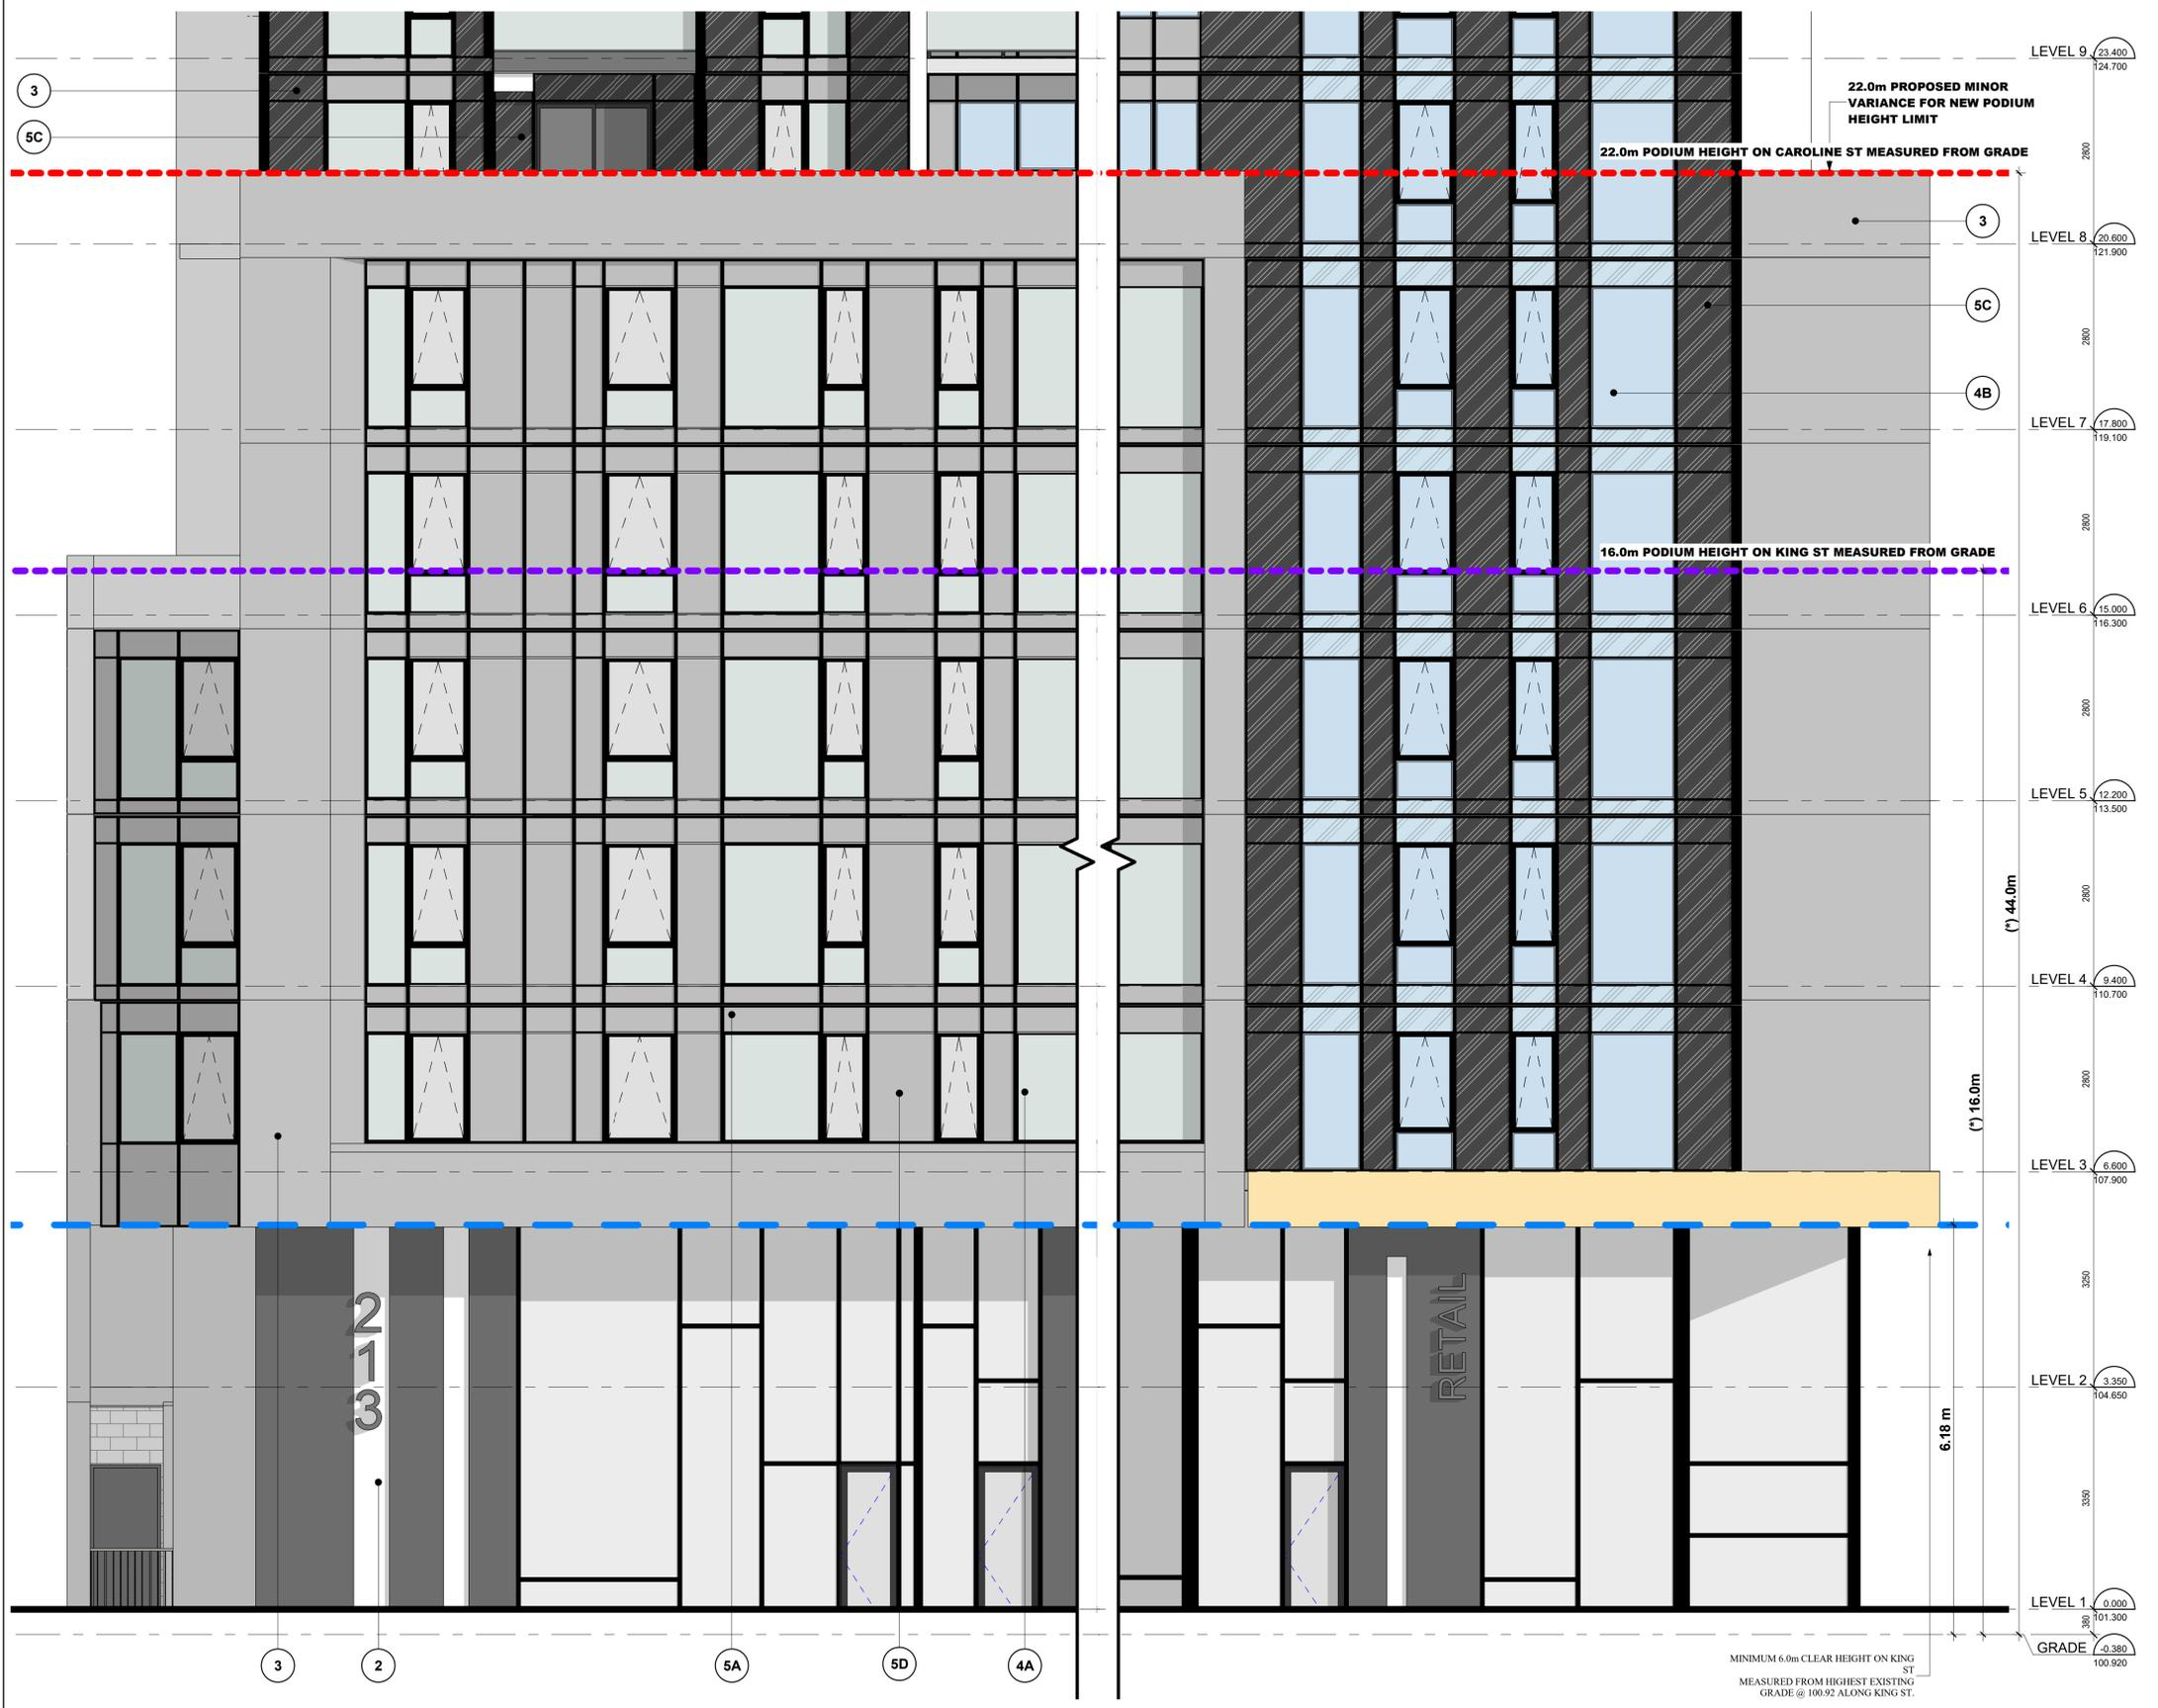 LEVEL 9 23.400
124.700
3
22.0m PROPOSED MINOR
VARIANCE FOR NEW PODIUM
HEIGHT LIMIT
5C
2800
22.0m PODIUM HEIGHT ON CAROLINE ST MEASURED FROM GRADE
3
LEVEL 8 20.600
121.900
5C
2800
4B
LEVEL 7 17.800
119.100
2800
16.0m PODIUM HEIGHT ON KING ST MEASURED FROM GRADE
LEVEL 6 15.000
116.300
2800
LEVEL 5 12.200
113.500
2800
(*) 44.0m
LEVEL 4 9.400
110.700
2800
(*) 16.0m
LEVEL 3 6.600
107.900
3250
213
RETAIL
LEVEL 2 3.350
104.650
6.18 m
3350
LEVEL 1 0.000
101.300
380
GRADE -0.380
100.920
3
2
5A
5D
4A
MINIMUM 6.0m CLEAR HEIGHT ON KING
ST
MEASURED FROM HIGHEST EXISTING
GRADE @ 100.92 ALONG KING ST.